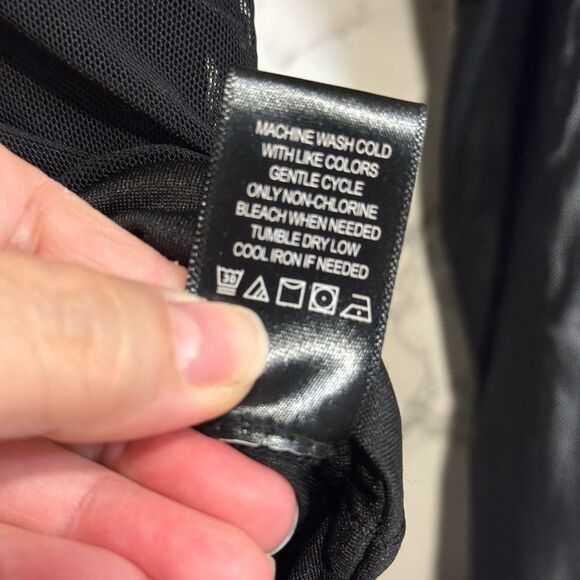 MACHINE WASH COLD
WITH LIKE COLORS
GENTLE CYCLE
ONLY NON-CHLORINE
BLEACH WHEN NEEDED
TUMBLE DRY LOW
COOL IRON IF NEEDED
30